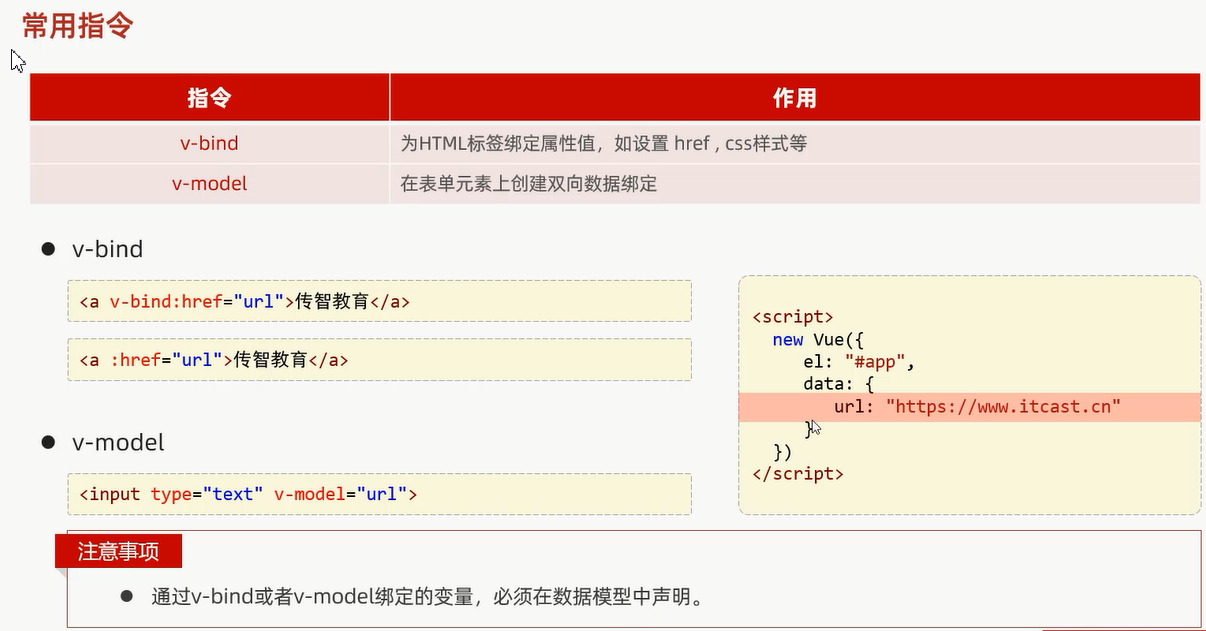 常用指令
指令 作用
v-bind 为HTML标签绑定属性值，如设置 href , css样式等
v-model 在表单元素上创建双向数据绑定
v-bind
<a v-bind:href="url">传智教育</a>
<a :href="url">传智教育</a>
v-model
<input type="text" v-model="url">
<script>
new Vue({
el: "#app",
data: {
url: "https://www.itcast.cn"
}
})
</script>
注意事项
通过v-bind或者v-model绑定的变量，必须在数据模型中声明。